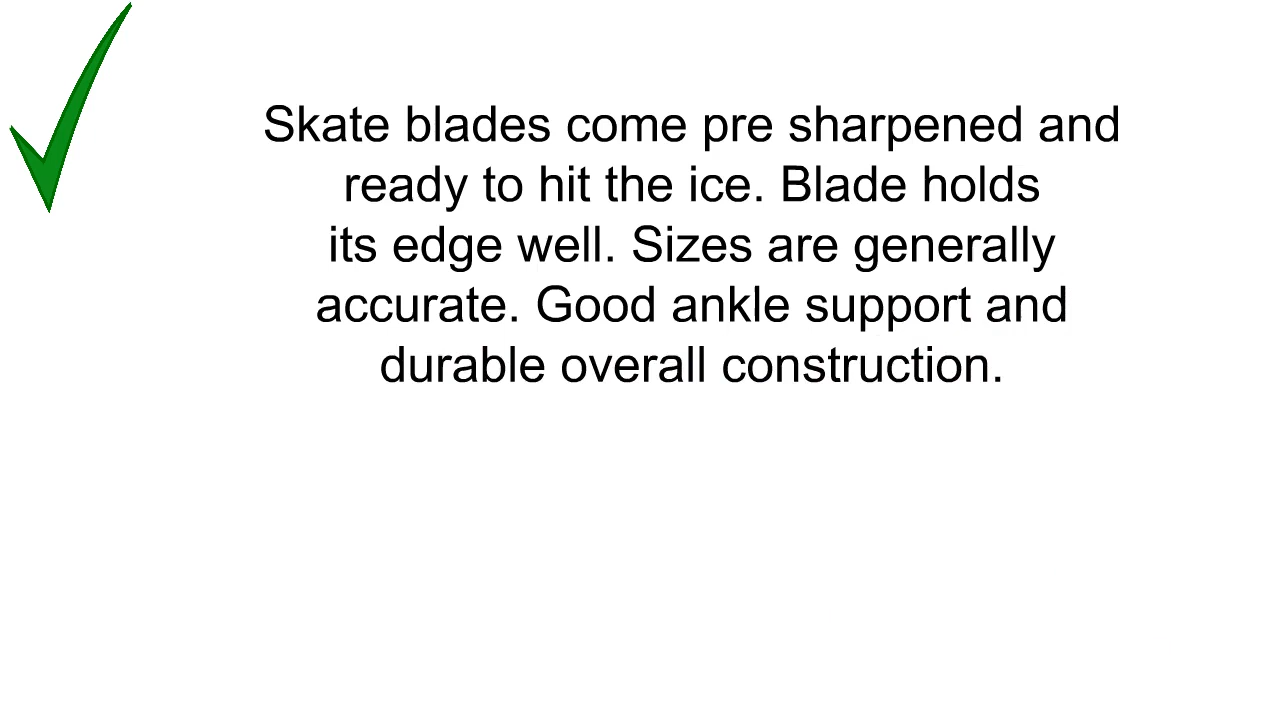 Skate blades come pre sharpened and
ready to hit the ice. Blade holds
its edge well. Sizes are generally
accurate. Good ankle support and
durable overall construction.